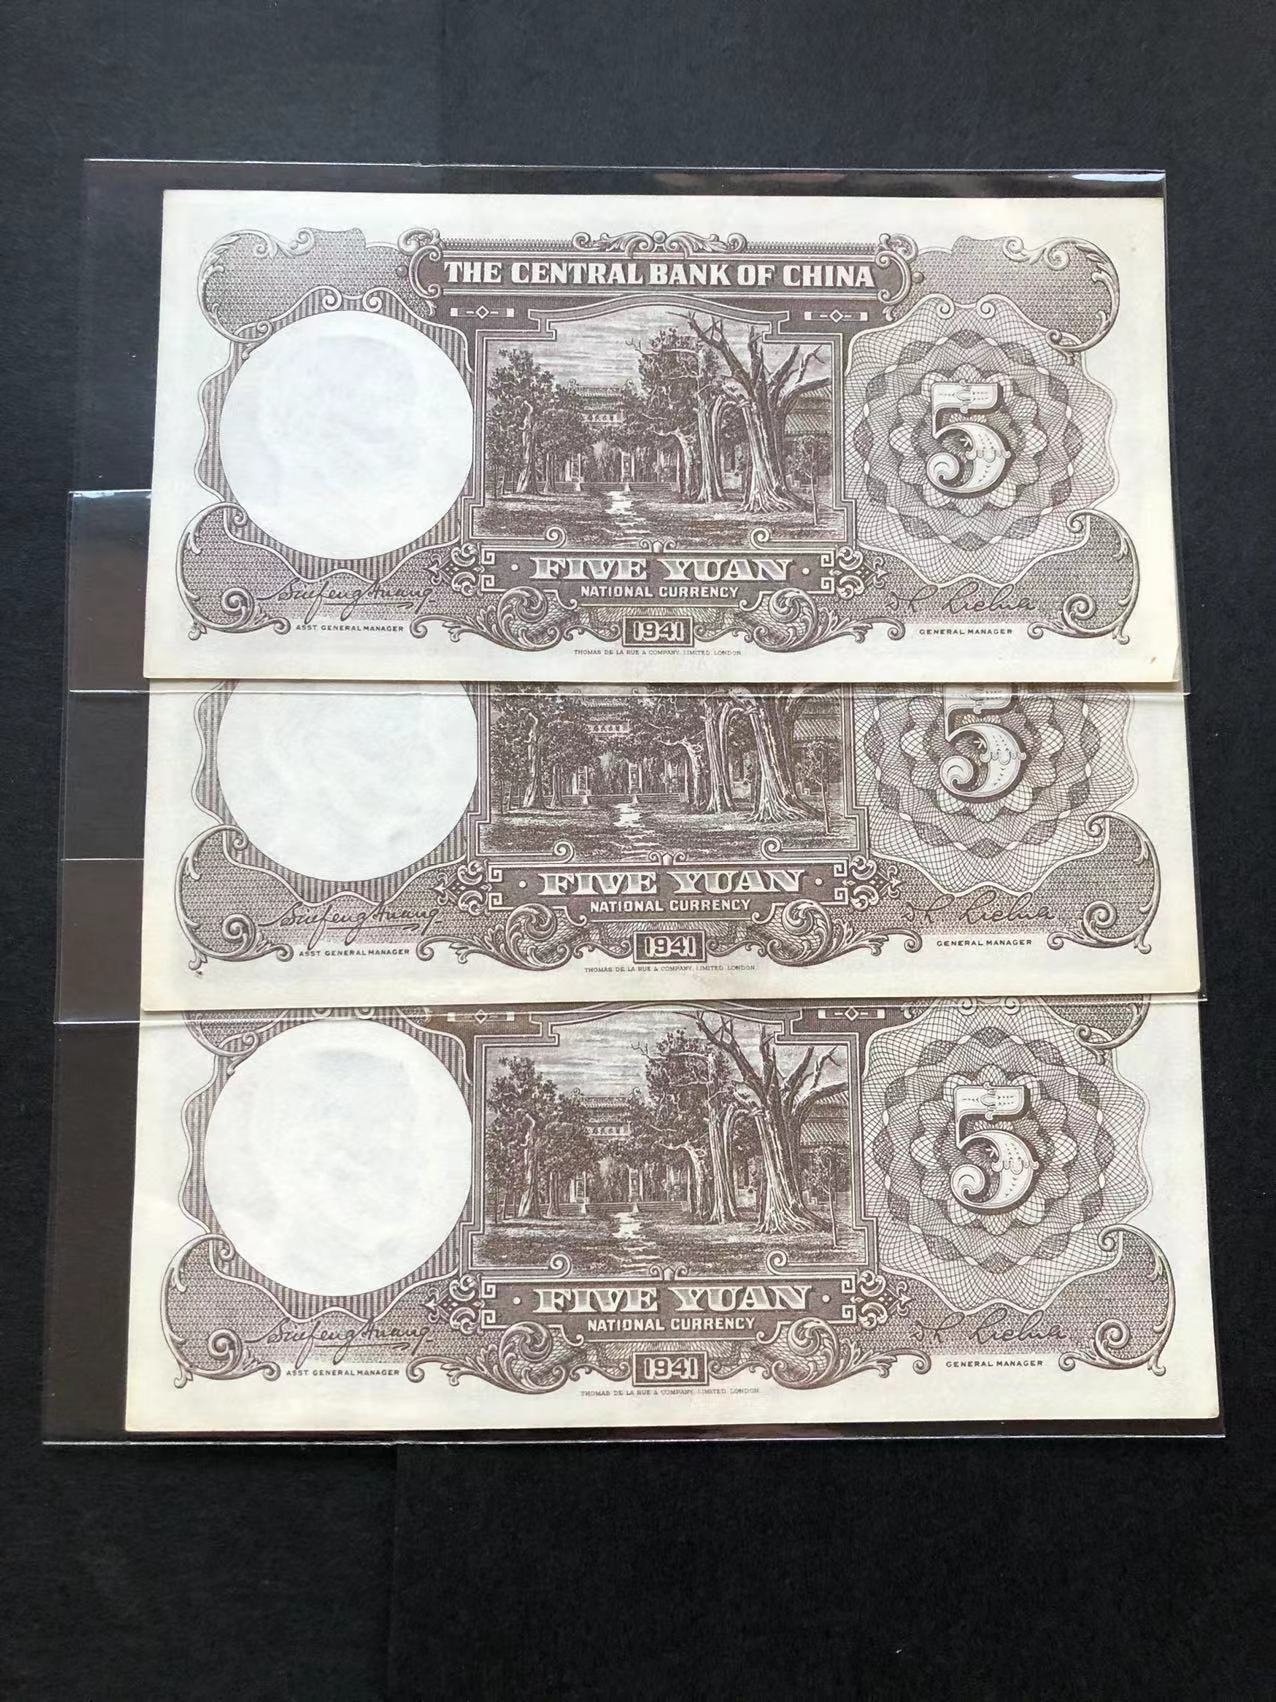 THE CENTRAL BANK OF CHINA
5
FIVE YUAN
NATIONAL CURRENCY
ASST GENERAL MANAGER
1941
GENERAL MANAGER
THOMAS DE LA RUE & COMPANY, LIMITED, LONDON
5
FIVE YUAN
NATIONAL CURRENCY
ASST GENERAL MANAGER
1941
GENERAL MANAGER
THOMAS DE LA RUE & COMPANY, LIMITED, LONDON
5
FIVE YUAN
NATIONAL CURRENCY
ASST GENERAL MANAGER
1941
GENERAL MANAGER
THOMAS DE LA RUE & COMPANY, LIMITED, LONDON